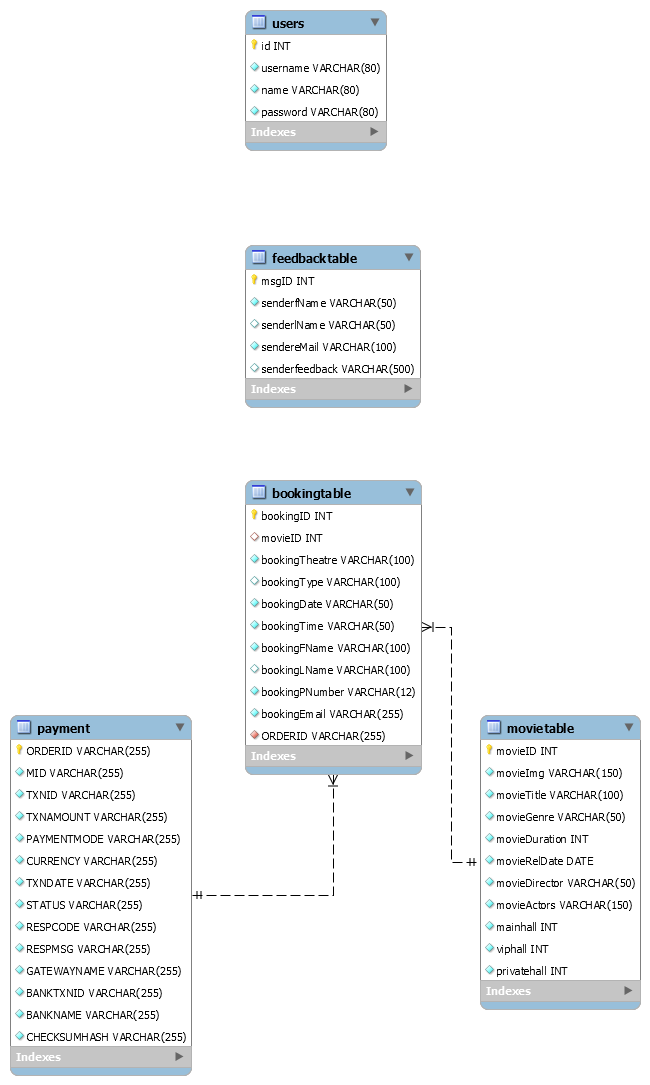 users
id INT
username VARCHAR(80)
name VARCHAR(80)
password VARCHAR(80)
Indexes
feedbacktable
msgID INT
senderfName VARCHAR(50)
senderlName VARCHAR(50)
sendereMail VARCHAR(100)
senderfeedback VARCHAR(500)
Indexes
bookingtable
bookingID INT
movieID INT
bookingTheatre VARCHAR(100)
bookingType VARCHAR(100)
bookingDate VARCHAR(50)
bookingTime VARCHAR(50)
bookingFName VARCHAR(100)
bookingLName VARCHAR(100)
bookingPNumber VARCHAR(12)
bookingEmail VARCHAR(255)
ORDERID VARCHAR(255)
Indexes
payment
ORDERID VARCHAR(255)
MID VARCHAR(255)
TXNID VARCHAR(255)
TXNAMOUNT VARCHAR(255)
PAYMENTMODE VARCHAR(255)
CURRENCY VARCHAR(255)
TXNDATE VARCHAR(255)
STATUS VARCHAR(255)
RESPCODE VARCHAR(255)
RESPMSG VARCHAR(255)
GATEWAYNAME VARCHAR(255)
BANKTXNID VARCHAR(255)
BANKNAME VARCHAR(255)
CHECKSUMHASH VARCHAR(255)
Indexes
movietable
movieID INT
movieImg VARCHAR(150)
movieTitle VARCHAR(100)
movieGenre VARCHAR(50)
movieDuration INT
movieRelDate DATE
movieDirector VARCHAR(50)
movieActors VARCHAR(150)
mainhall INT
viphall INT
privatehall INT
Indexes